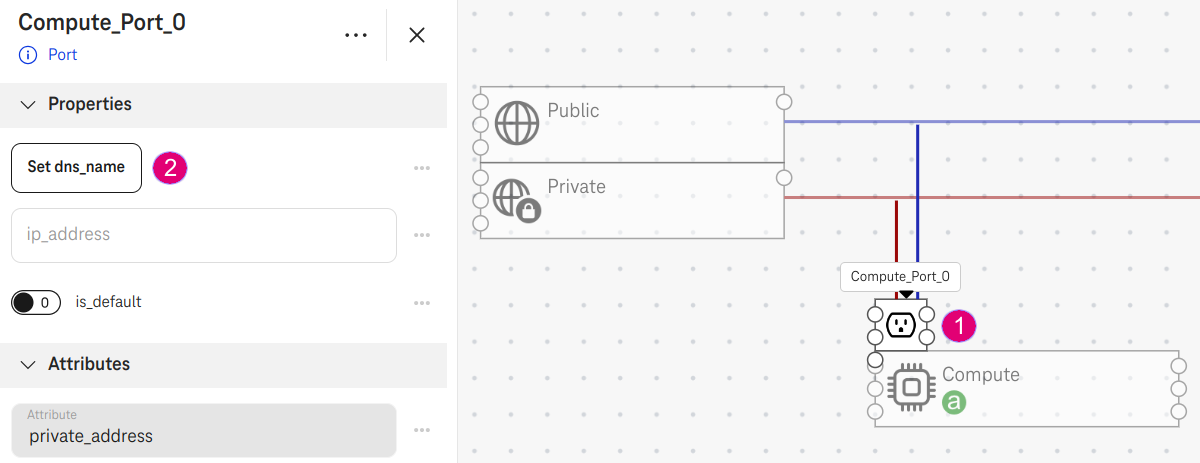 Compute_Port_0
Port
Properties
Set dns_name
2
ip_address
0
is_default
Attributes
Attribute
private_address
Public
Private
Compute_Port_0
1
Compute
a